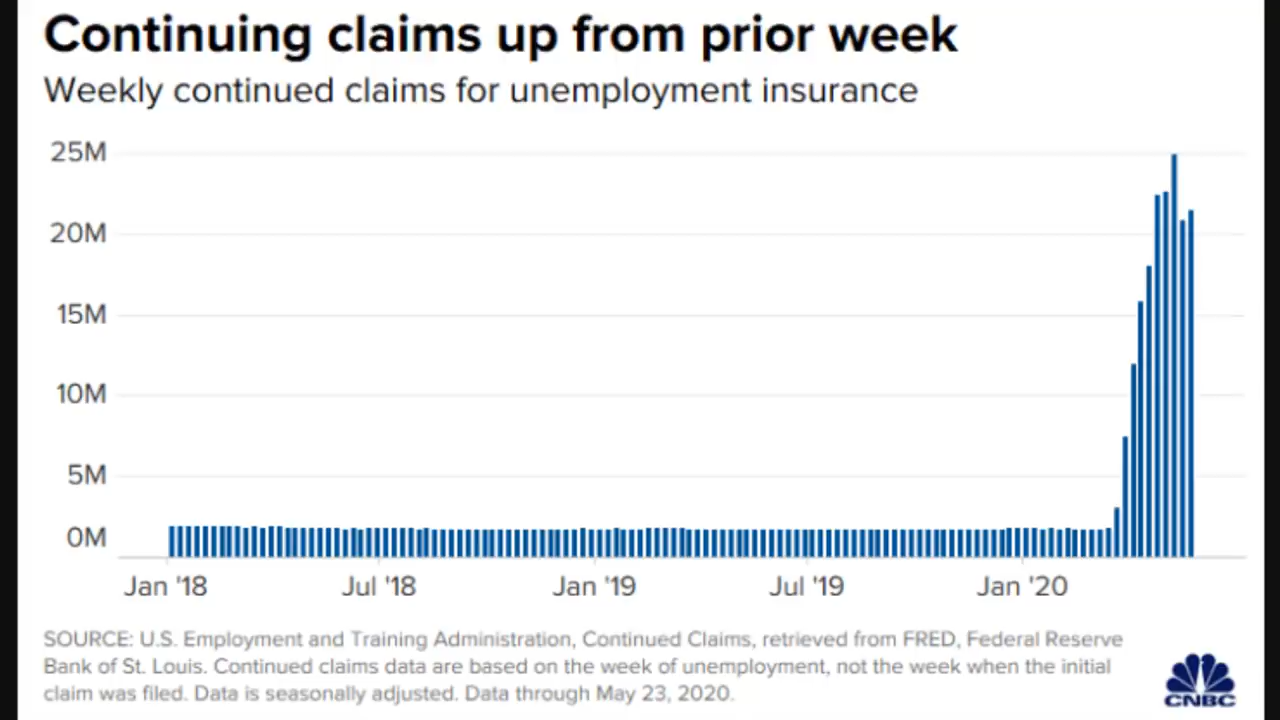 Continuing claims up from prior week
Weekly continued claims for unemployment insurance
25M
20M
15M
10M
5M
0M
Jan '18 Jul '18 Jan '19 Jul '19 Jan '20
SOURCE: U.S. Employment and Training Administration, Continued Claims, retrieved from FRED, Federal Reserve
Bank of St. Louis. Continued claims data are based on the week of unemployment, not the week when the initial
claim was filed. Data is seasonally adjusted. Data through May 23, 2020.
CNBC